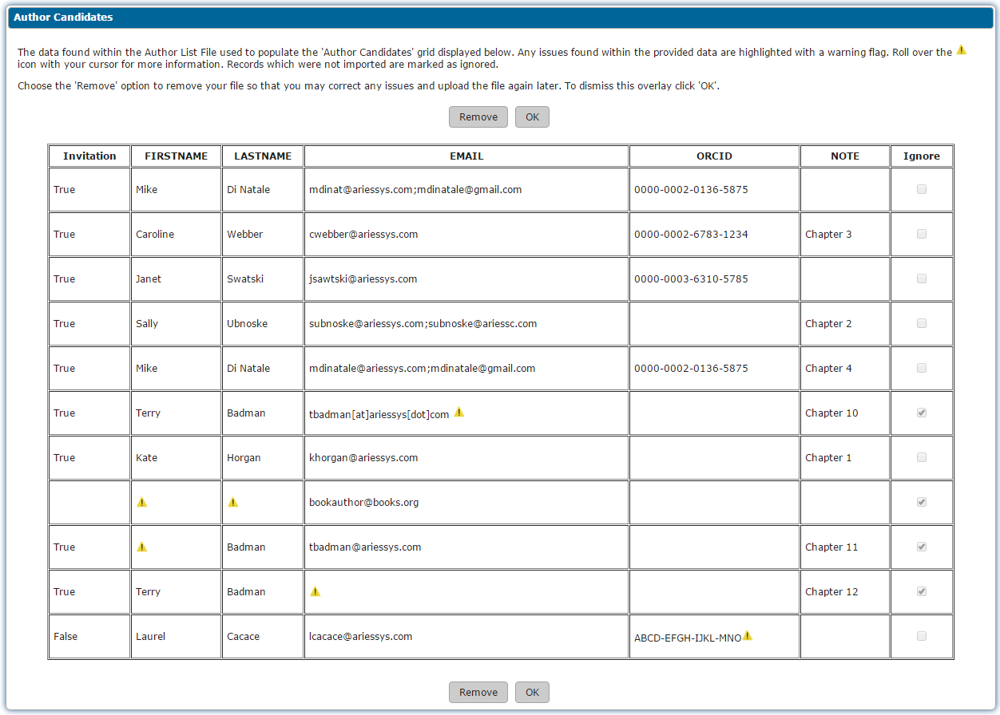 Author Candidates
The data found within the Author List File used to populate the 'Author Candidates' grid displayed below. Any issues found within the provided data are highlighted with a warning flag. Roll over the
icon with your cursor for more information. Records which were not imported are marked as ignored.
Choose the 'Remove' option to remove your file so that you may correct any issues and upload the file again later. To dismiss this overlay click 'OK'.
Remove OK
Invitation FIRSTNAME LASTNAME EMAIL ORCID NOTE Ignore
True Mike Di Natale mdinat@ariessys.com;mdinatale@gmail.com 0000-0002-0136-5875
True Caroline Webber cwebber@ariessys.com 0000-0002-6783-1234 Chapter 3
True Janet Swatski jsawtski@ariessys.com 0000-0003-6310-5785
True Sally Ubnoske subnoske@ariessys.com;subnoske@ariessc.com Chapter 2
True Mike Di Natale mdinatale@ariessys.com;mdinatale@gmail.com 0000-0002-0136-5875 Chapter 4
True Terry Badman tbadman[at]ariessys[dot]com Chapter 10
True Kate Horgan khorgan@ariessys.com Chapter 1
bookauthor@books.org
True Badman tbadman@ariessys.com Chapter 11
True Terry Badman Chapter 12
False Laurel Cacace lcacace@ariessys.com ABCD-EFGH-IJKL-MNO
Remove OK